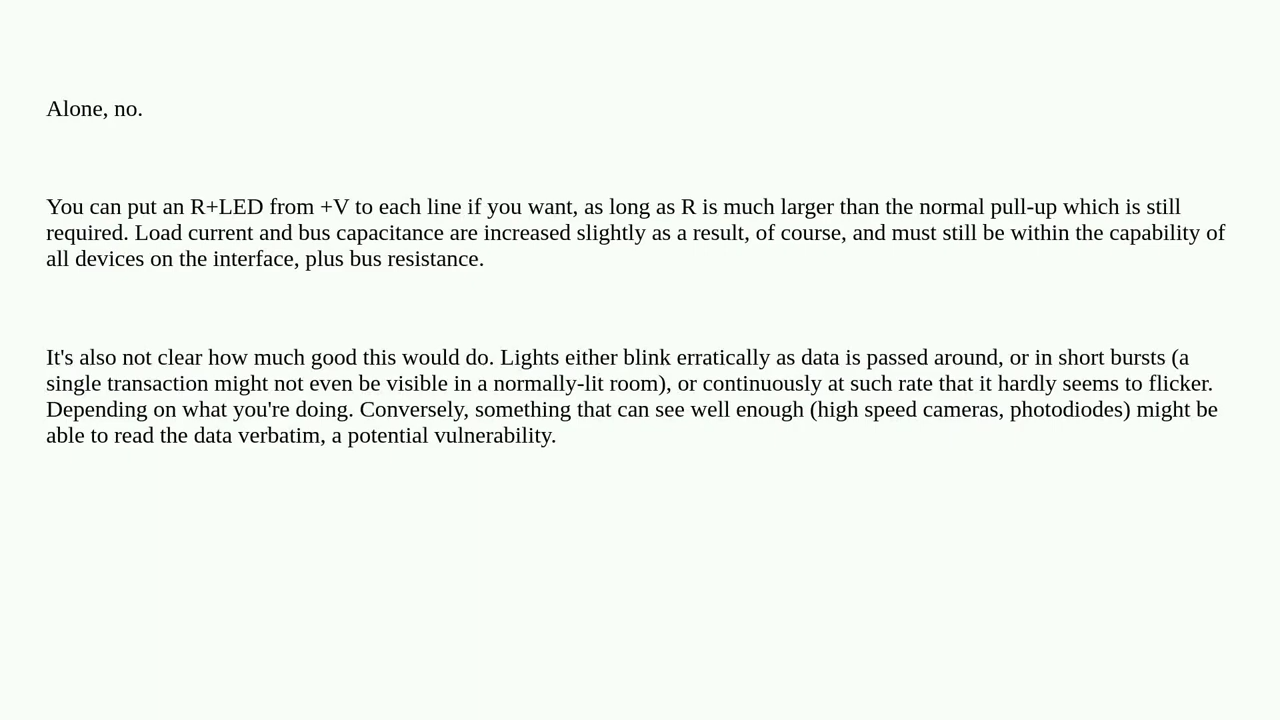 Alone, no.
You can put an R+LED from +V to each line if you want, as long as R is much larger than the normal pull-up which is still
required. Load current and bus capacitance are increased slightly as a result, of course, and must still be within the capability of
all devices on the interface, plus bus resistance.
It's also not clear how much good this would do. Lights either blink erratically as data is passed around, or in short bursts (a
single transaction might not even be visible in a normally-lit room), or continuously at such rate that it hardly seems to flicker.
Depending on what you're doing. Conversely, something that can see well enough (high speed cameras, photodiodes) might be
able to read the data verbatim, a potential vulnerability.